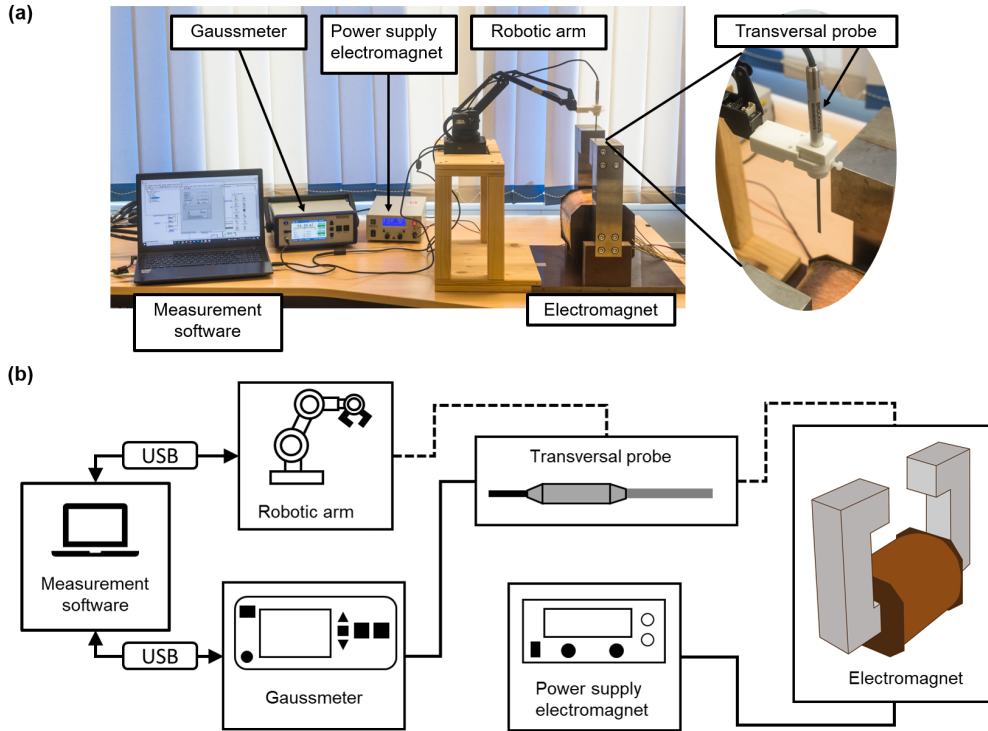 (a)
Gaussmeter
Power supply
electromagnet
Robotic arm
Transversal probe
Measurement
software
Electromagnet
(b)
USB
Robotic arm
Transversal probe
Measurement
software
USB
Gaussmeter
Power supply
electromagnet
Electromagnet